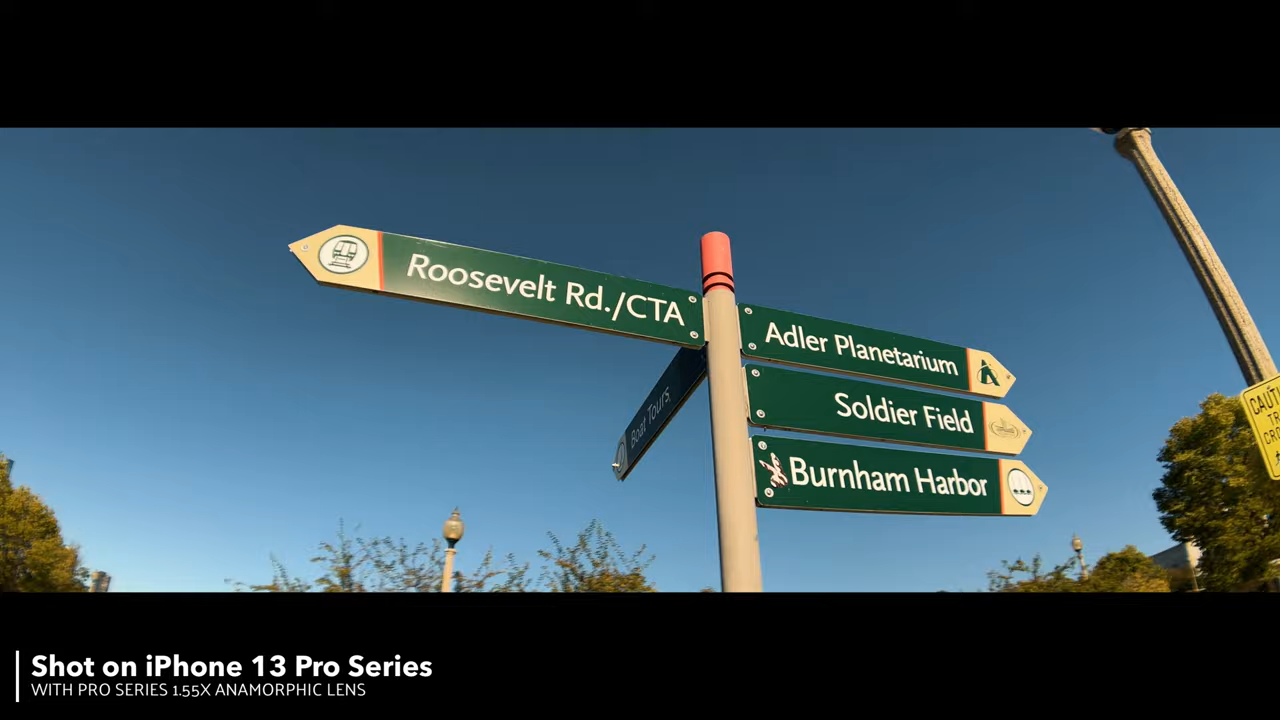 Roosevelt Rd./CTA
Adler Planetarium
Soldier Field
Boat Tours
Burnham Harbor
Shot on iPhone 13 Pro Series
WITH PRO SERIES 1.55X ANAMORPHIC LENS